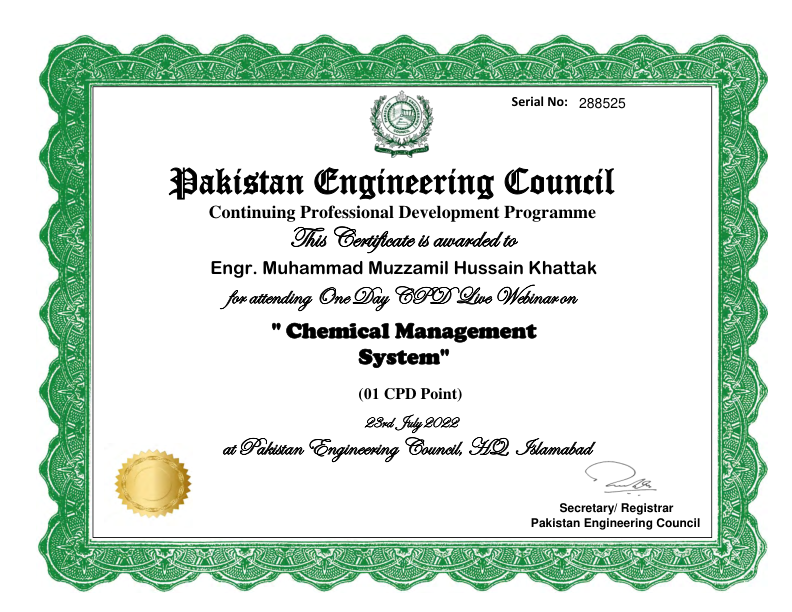 Serial No: 288525
Pakistan Engineering Council
Continuing Professional Development Programme
This Certificate is awarded to
Engr. Muhammad Muzzamil Hussain Khattak
for attending One Day CPD Live Webinar on
" Chemical Management
System"
(01 CPD Point)
23rd July 2022
at Pakistan Engineering Council, HQ, Islamabad
Secretary/ Registrar
Pakistan Engineering Council